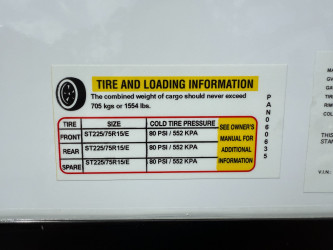 TIRE AND LOADING INFORMATION
The combined weight of cargo should never exceed
705 kgs or 1554 lbs.
TIRE SIZE COLD TIRE PRESSURE
FRONT ST225/75R15/E 80 PSI / 552 KPA
REAR ST225/75R15/E 80 PSI / 552 KPA
SPARE ST225/75R15/E 80 PSI / 552 KPA
SEE OWNER'S
MANUAL FOR
ADDITIONAL
INFORMATION
PAN060635
THIS
V.I.N.: